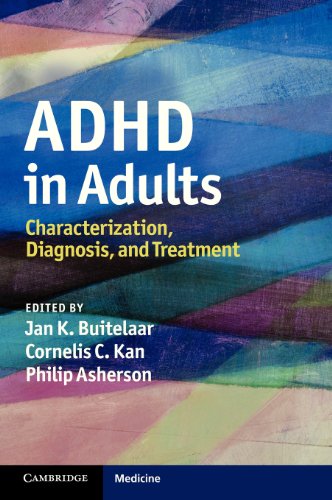 ADHD
in Adults
Characterization,
Diagnosis, and Treatment
EDITED BY
Jan K. Buitelaar
Cornelis C. Kan
Philip Asherson
CAMBRIDGE Medicine